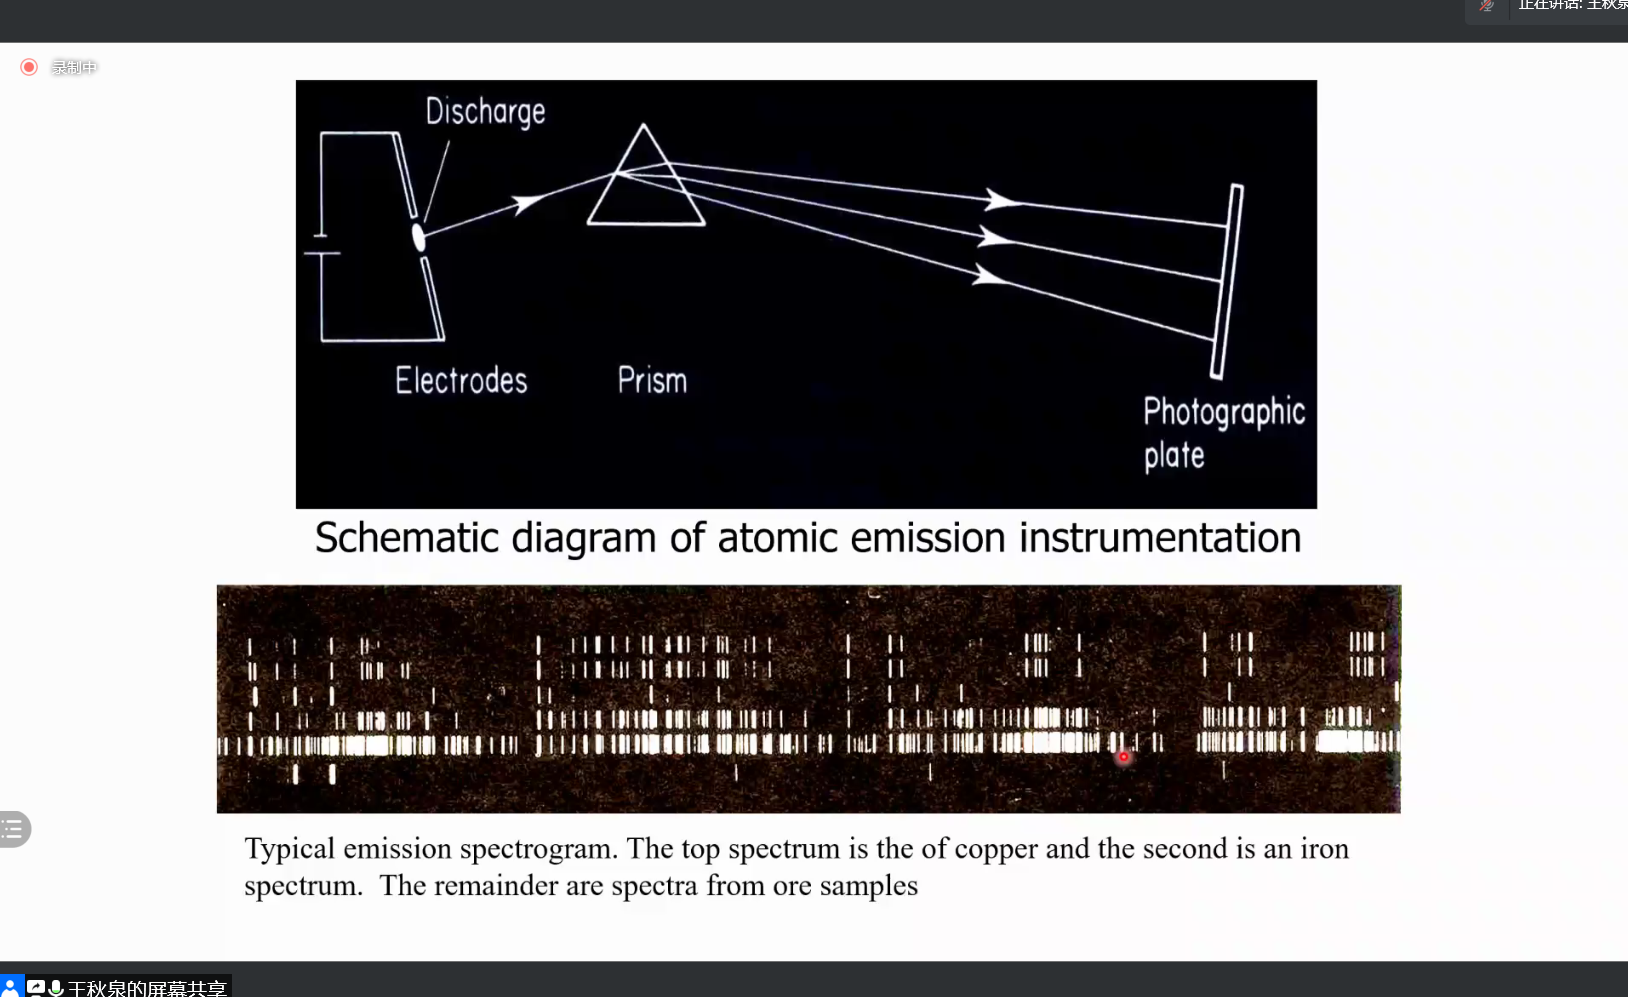 正在讲话: 王秋泉
录制中
Discharge
Electrodes
Prism
Photographic
plate
Schematic diagram of atomic emission instrumentation
Typical emission spectrogram. The top spectrum is the of copper and the second is an iron
spectrum.  The remainder are spectra from ore samples
王秋泉的屏幕共享